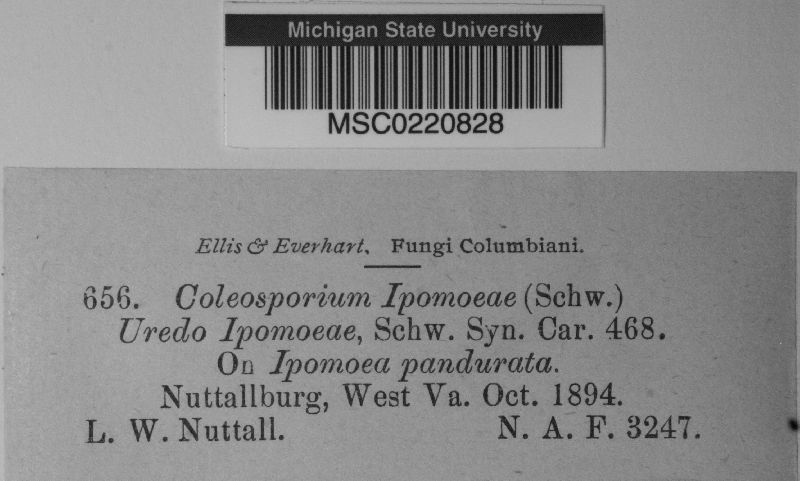 Michigan State University
MSC0220828
Ellis & Everhart, Fungi Columbiani.
656. Coleosporium Ipomoeae (Schw.)
Uredo Ipomoeae, Schw. Syn. Car. 468.
On Ipomoea pandurata.
Nuttallburg, West Va. Oct. 1894.
L. W. Nuttall. N. A. F. 3247.